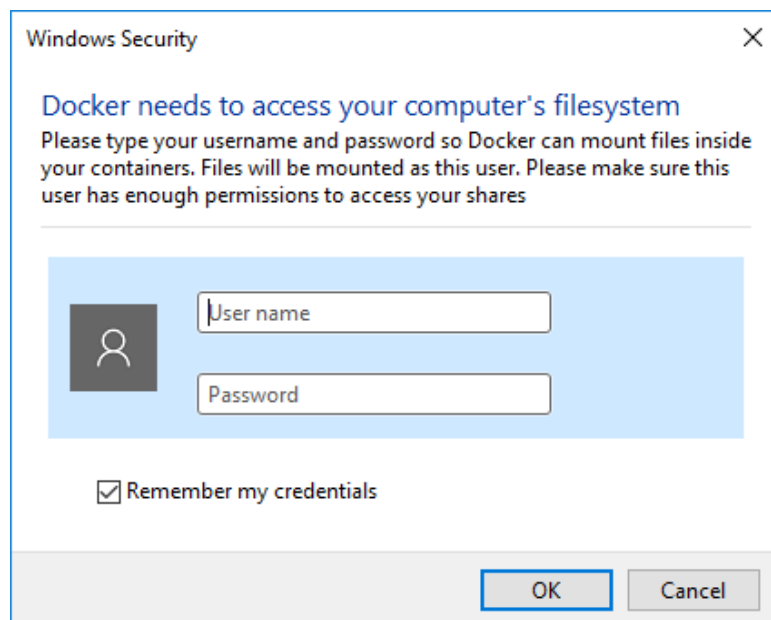 Windows Security
Docker needs to access your computer's filesystem
Please type your username and password so Docker can mount files inside
your containers. Files will be mounted as this user. Please make sure this
user has enough permissions to access your shares
User name
Password
Remember my credentials
OK Cancel